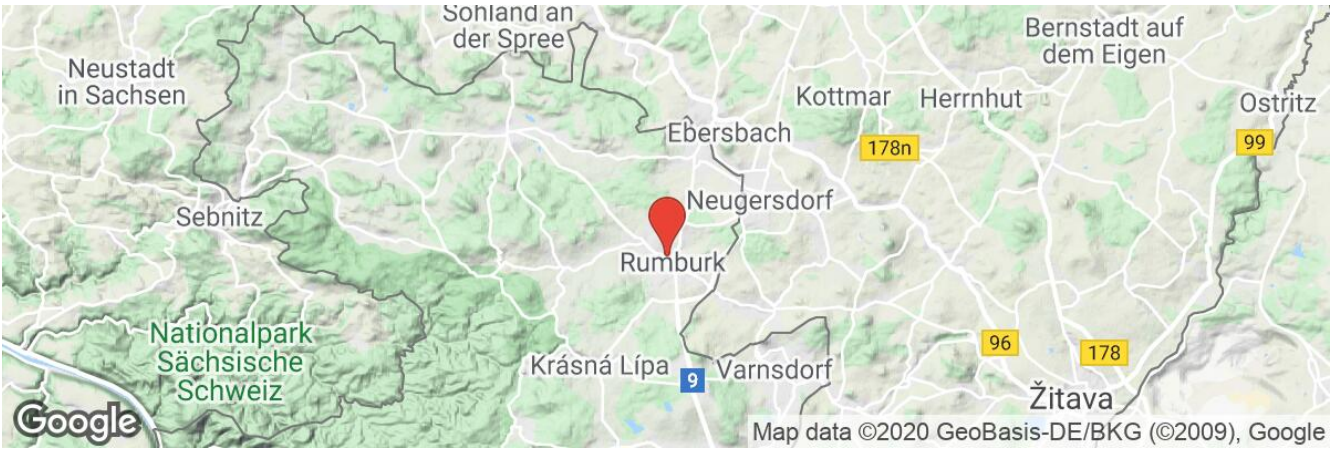 Sohland an
der Spree
Bernstadt auf
dem Eigen
Neustadt
in Sachsen
Kottmar
Herrnhut
Ostritz
Ebersbach
178n
99
Neugersdorf
Sebnitz
Rumburk
Nationalpark
Sächsische
Schweiz
96
178
Krásná Lípa
9
Varnsdorf
Žitava
Google
Map data ©2020 GeoBasis-DE/BKG (©2009), Google